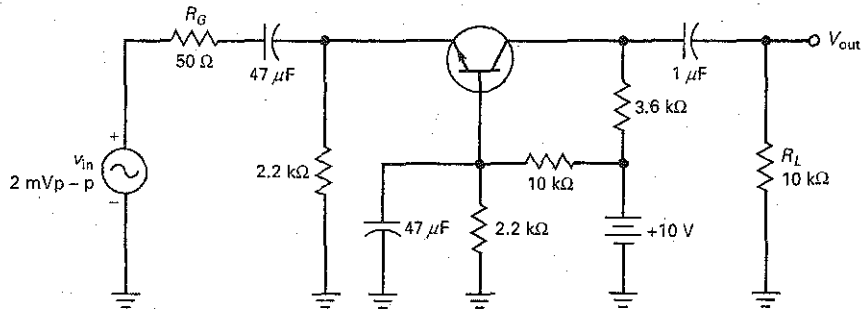 R_G
50 Ω
47 μF
V_out
1 μF
3.6 kΩ
+
v_in
2 mVp – p
–
2.2 kΩ
10 kΩ
R_L
10 kΩ
47 μF
2.2 kΩ
+10 V